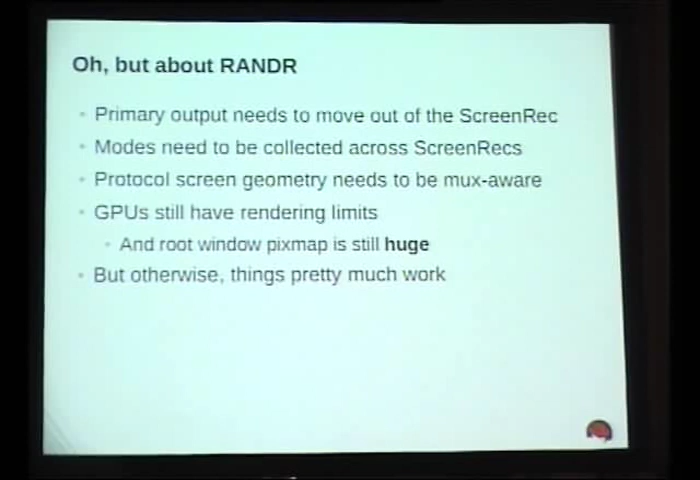 Oh, but about RANDR
Primary output needs to move out of the ScreenRec
Modes need to be collected across ScreenRecs
Protocol screen geometry needs to be mux-aware
GPUs still have rendering limits
And root window pixmap is still huge
But otherwise, things pretty much work